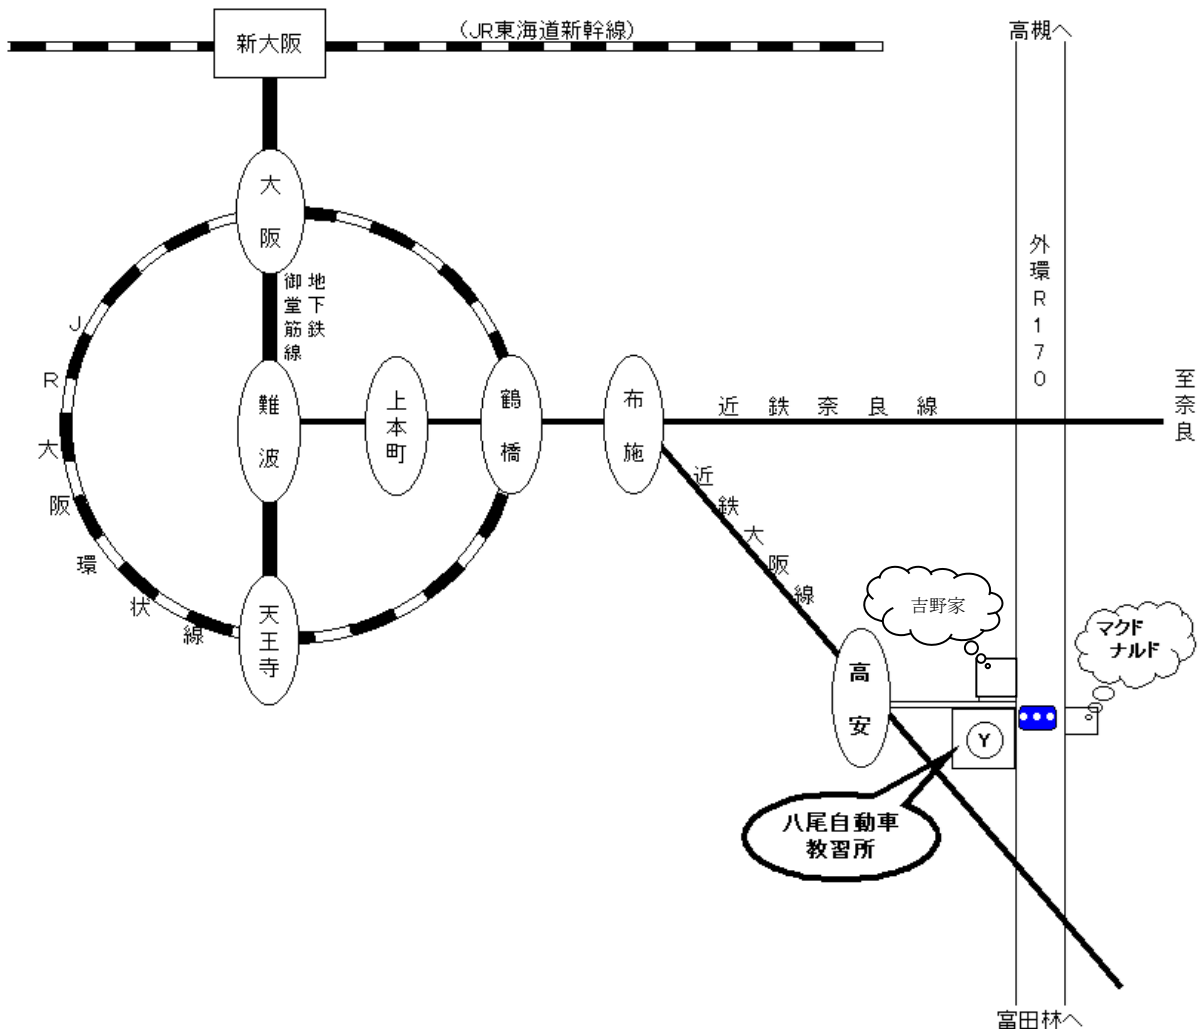 (JR東海道新幹線)
新大阪
高槻へ
大阪
外環R170
地下鉄
御堂筋線
JR大阪環状線
難波
上本町
鶴橋
布施
近鉄奈良線
至奈良
近鉄大阪線
天王寺
吉野家
マクド
ナルド
高安
Y
八尾自動車
教習所
富田林へ